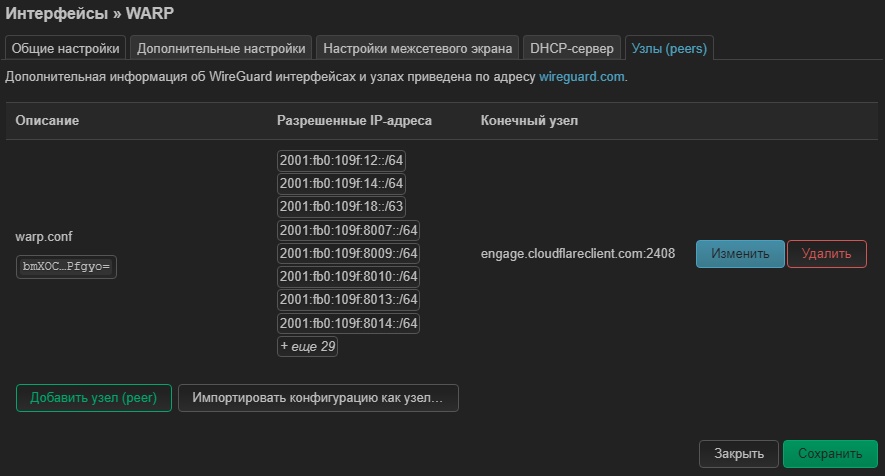 Интерфейсы » WARP
Общие настройки Дополнительные настройки Настройки межсетевого экрана DHCP-сервер Узлы (peers)
Дополнительная информация об WireGuard интерфейсах и узлах приведена по адресу wireguard.com.
Описание Разрешенные IP-адреса Конечный узел
2001:fb0:109f:12::/64
2001:fb0:109f:14::/64
2001:fb0:109f:18::/63
2001:fb0:109f:8007::/64
warp.conf
2001:fb0:109f:8009::/64
engage.cloudflareclient.com:2408 Изменить Удалить
bmXOC…Pfgyo=
2001:fb0:109f:8010::/64
2001:fb0:109f:8013::/64
2001:fb0:109f:8014::/64
+ еще 29
Добавить узел (peer) Импортировать конфигурацию как узел…
Закрыть Сохранить